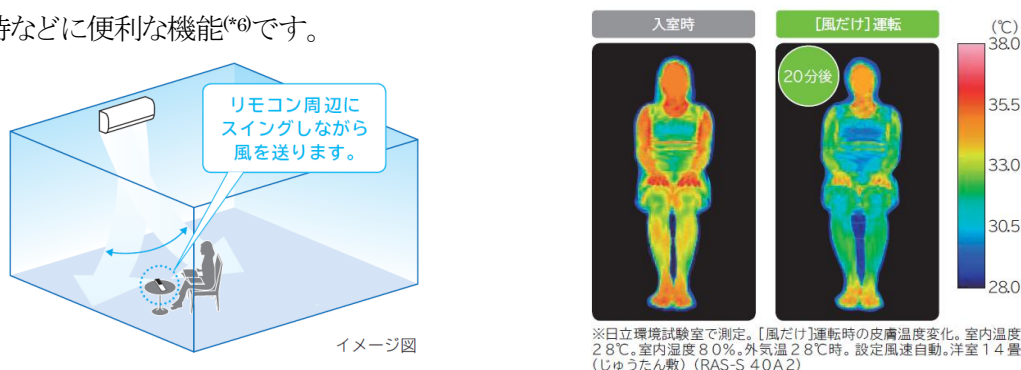 時などに便利な機能(*6)です。
リモコン周辺に
スイングしながら
風を送ります。
イメージ図
入室時
[風だけ]運転
20分後
(℃)
38.0
35.5
33.0
30.5
28.0
※日立環境試験室で測定。[風だけ]運転時の皮膚温度変化。室内温度
28℃。室内湿度80%。外気温28℃時。設定風速自動。洋室14畳
(じゅうたん敷)(RAS-S 40A2)